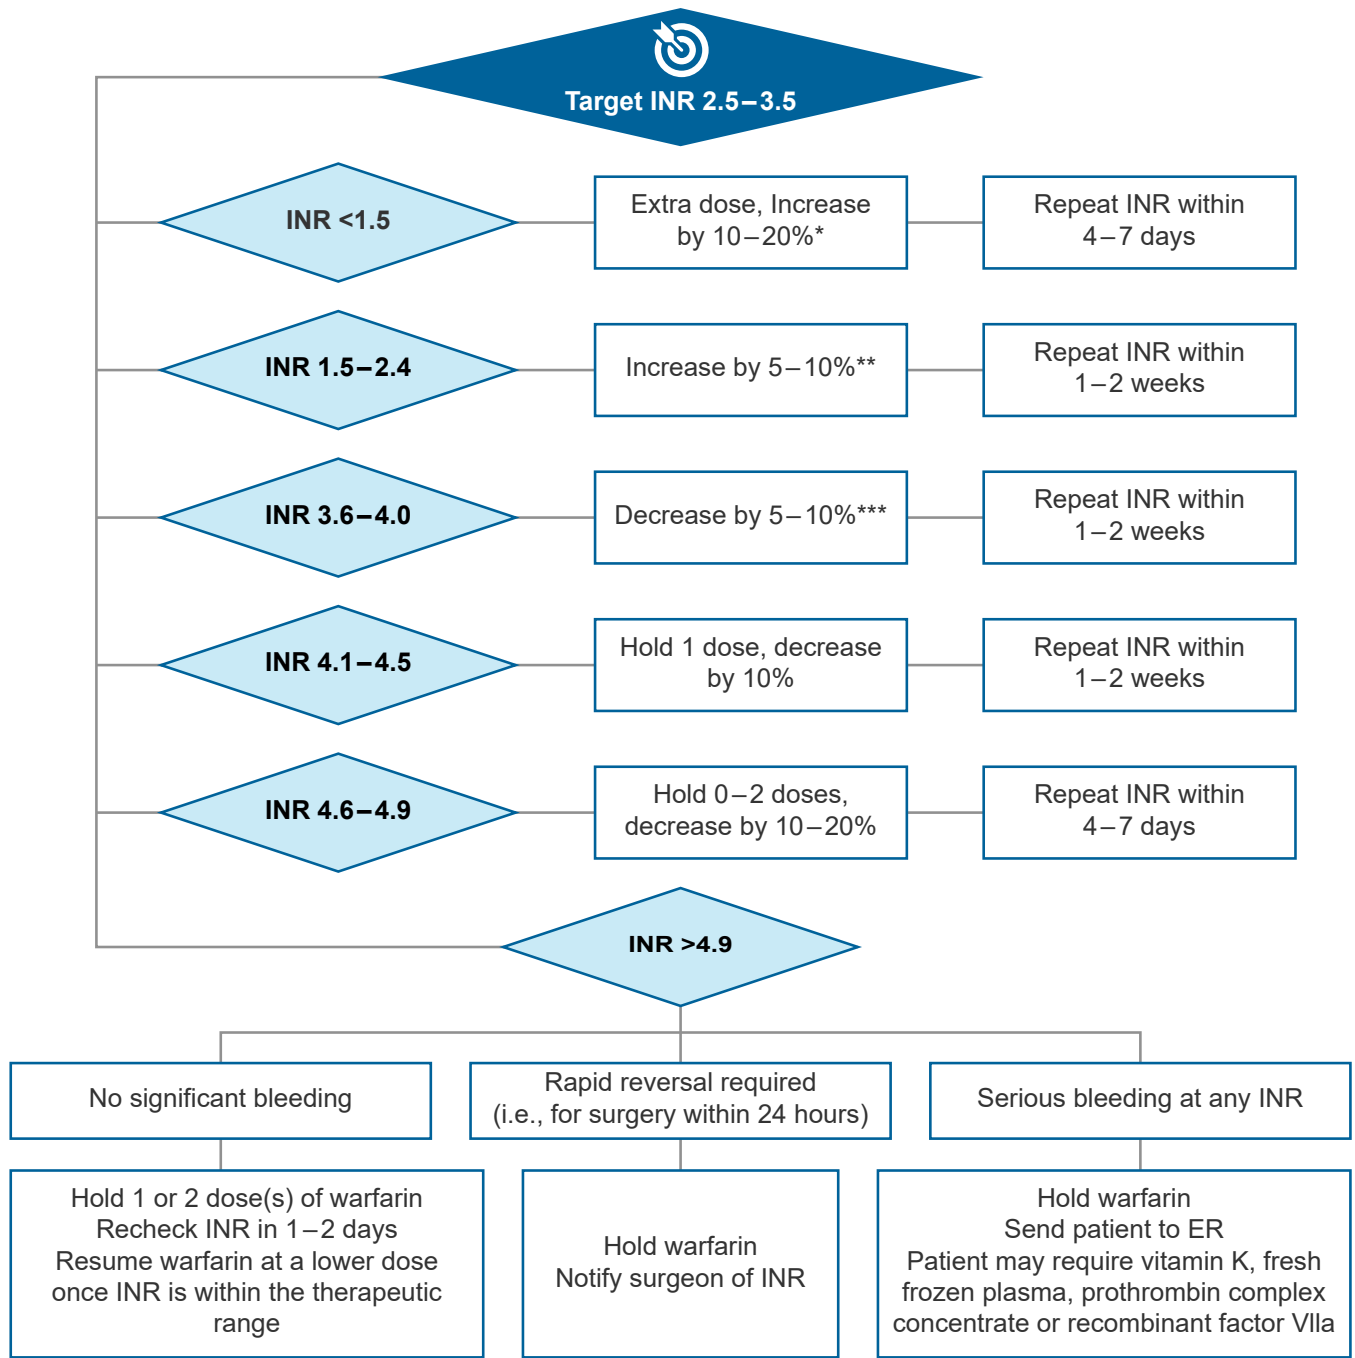 Target INR 2.5–3.5
INR <1.5
Extra dose, Increase
by 10–20%*
Repeat INR within
4–7 days
INR 1.5–2.4
Increase by 5–10%**
Repeat INR within
1–2 weeks
INR 3.6–4.0
Decrease by 5–10%***
Repeat INR within
1–2 weeks
INR 4.1–4.5
Hold 1 dose, decrease
by 10%
Repeat INR within
1–2 weeks
INR 4.6–4.9
Hold 0–2 doses,
decrease by 10–20%
Repeat INR within
4–7 days
INR >4.9
No significant bleeding
Hold 1 or 2 dose(s) of warfarin
Recheck INR in 1–2 days
Resume warfarin at a lower dose
once INR is within the therapeutic
range
Rapid reversal required
(i.e., for surgery within 24 hours)
Hold warfarin
Notify surgeon of INR
Serious bleeding at any INR
Hold warfarin
Send patient to ER
Patient may require vitamin K, fresh
frozen plasma, prothrombin complex
concentrate or recombinant factor VIIa